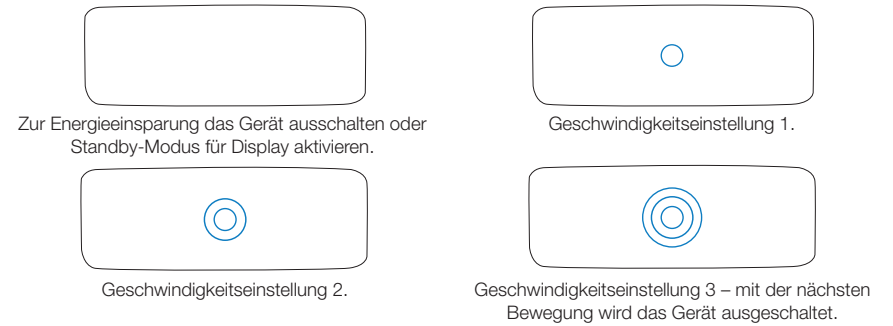 Zur Energieeinsparung das Gerät ausschalten oder
Standby-Modus für Display aktivieren.
Geschwindigkeitseinstellung 1.
Geschwindigkeitseinstellung 2.
Geschwindigkeitseinstellung 3 – mit der nächsten
Bewegung wird das Gerät ausgeschaltet.